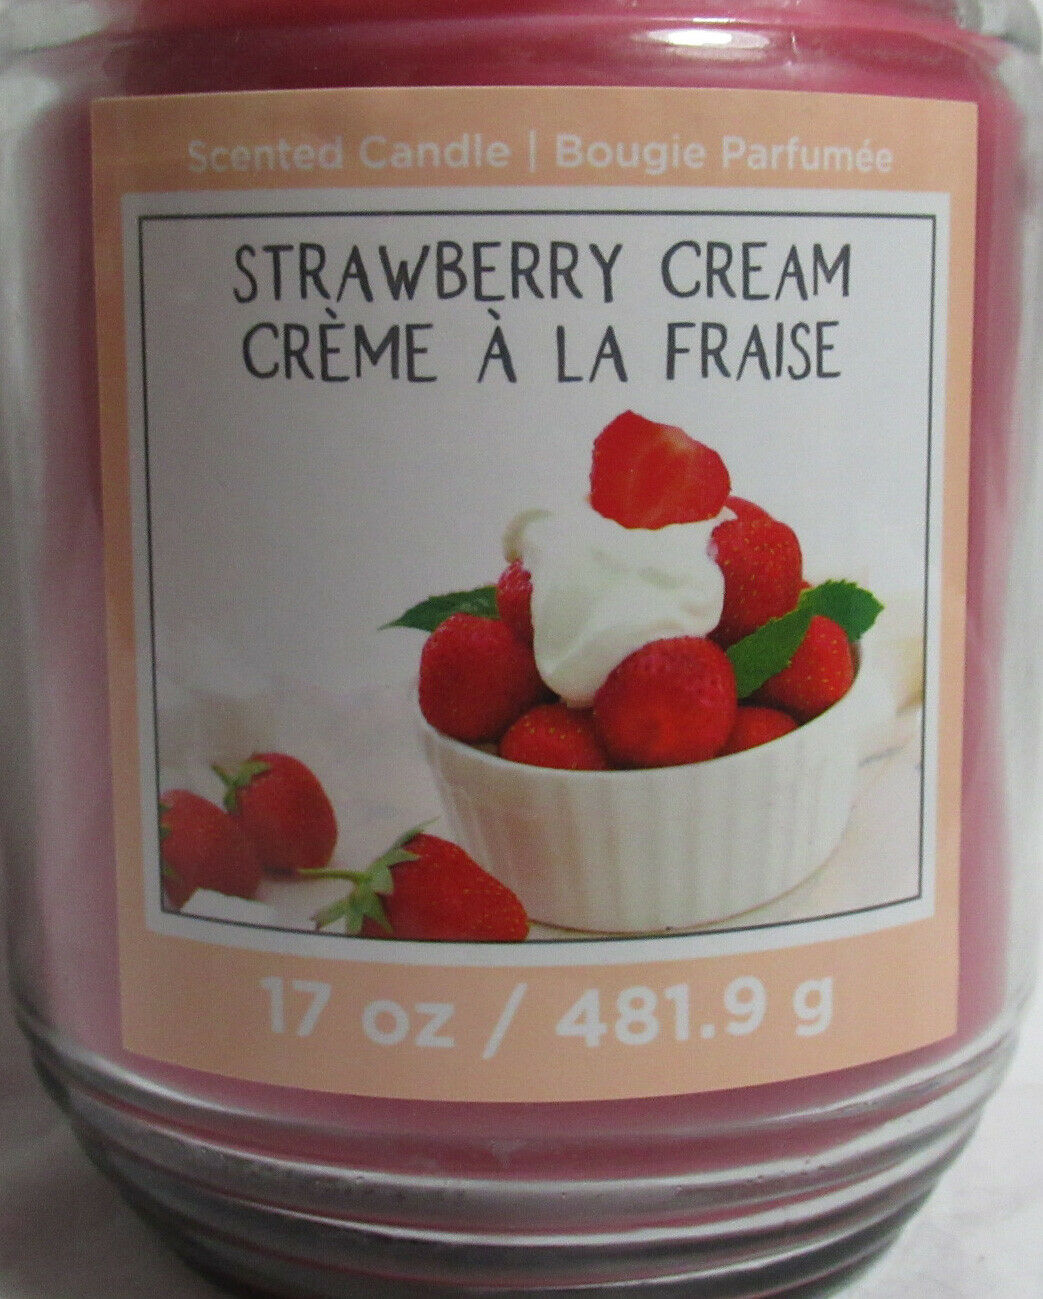 Scented Candle | Bougie Parfumée
STRAWBERRY CREAM
CRÈME À LA FRAISE
17 oz / 481.9 g